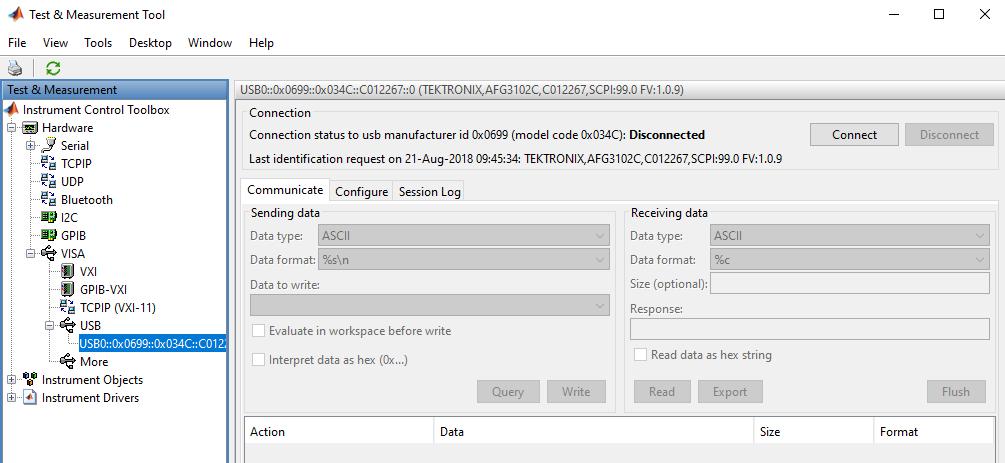 Test & Measurement Tool
File View Tools Desktop Window Help
Test & Measurement
Instrument Control Toolbox
Hardware
Serial
TCPIP
UDP
Bluetooth
I2C
GPIB
VISA
VXI
GPIB-VXI
TCPIP (VXI-11)
USB
USB0::0x0699::0x034C::C0122
More
Instrument Objects
Instrument Drivers
USB0::0x0699::0x034C::C012267::0 (TEKTRONIX,AFG3102C,C012267,SCPI:99.0 FV:1.0.9)
Connection
Connection status to usb manufacturer id 0x0699 (model code 0x034C): Disconnected
Connect Disconnect
Last identification request on 21-Aug-2018 09:45:34: TEKTRONIX,AFG3102C,C012267,SCPI:99.0 FV:1.0.9
Communicate Configure Session Log
Sending data
Data type: ASCII
Data format: %s\n
Data to write:
Evaluate in workspace before write
Interpret data as hex (0x...)
Query Write
Receiving data
Data type: ASCII
Data format: %c
Size (optional):
Response:
Read data as hex string
Read Export Flush
Action Data Size Format